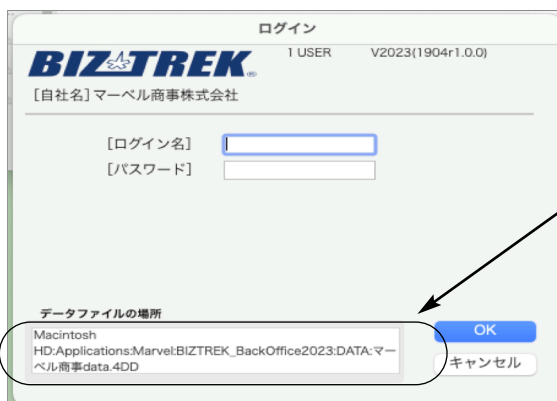 ログイン
BIZ☆TREK®
1 USER V2023(1904r1.0.0)
[自社名]マーベル商事株式会社
[ログイン名]
[パスワード]
データファイルの場所
Macintosh
HD:Applications:Marvel:BIZTREK_BackOffice2023:DATA:マー
ベル商事data.4DD
OK
キャンセル